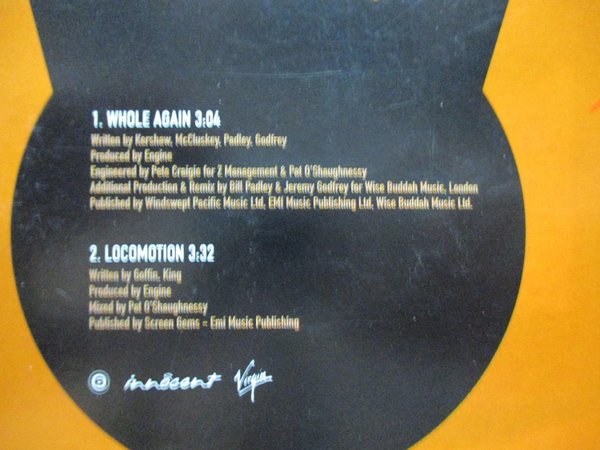 1. WHOLE AGAIN 3:04
Written by Kershaw, McCluskey, Padley, Godfrey
Produced by Engine
Engineered by Pete Craigie for Z Management & Pat O'Shaughnessy
Additional Production & Remix by Bill Padley & Jeremy Godfrey for Wise Buddah Music, London
Published by Windswept Pacific Music Ltd. EMI Music Publishing Ltd. Wise Buddah Music Ltd.
2. LOCOMOTION 3:32
Written by Goffin, King
Produced by Engine
Mixed by Pat O'Shaughnessy
Published by Screen Gems - Emi Music Publishing
innocent Virgin